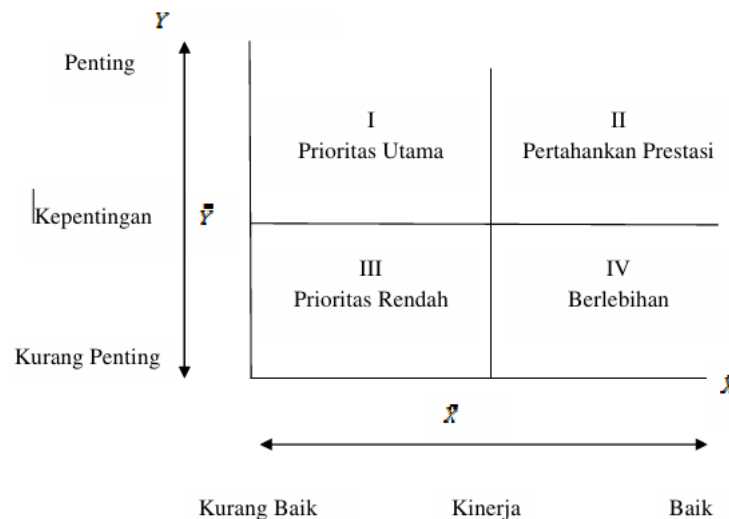 Y
Penting
I
Prioritas Utama
II
Pertahankan Prestasi
Kepentingan
Y̿
III
Prioritas Rendah
IV
Berlebihan
Kurang Penting
X
Kurang Baik
Kinerja
Baik